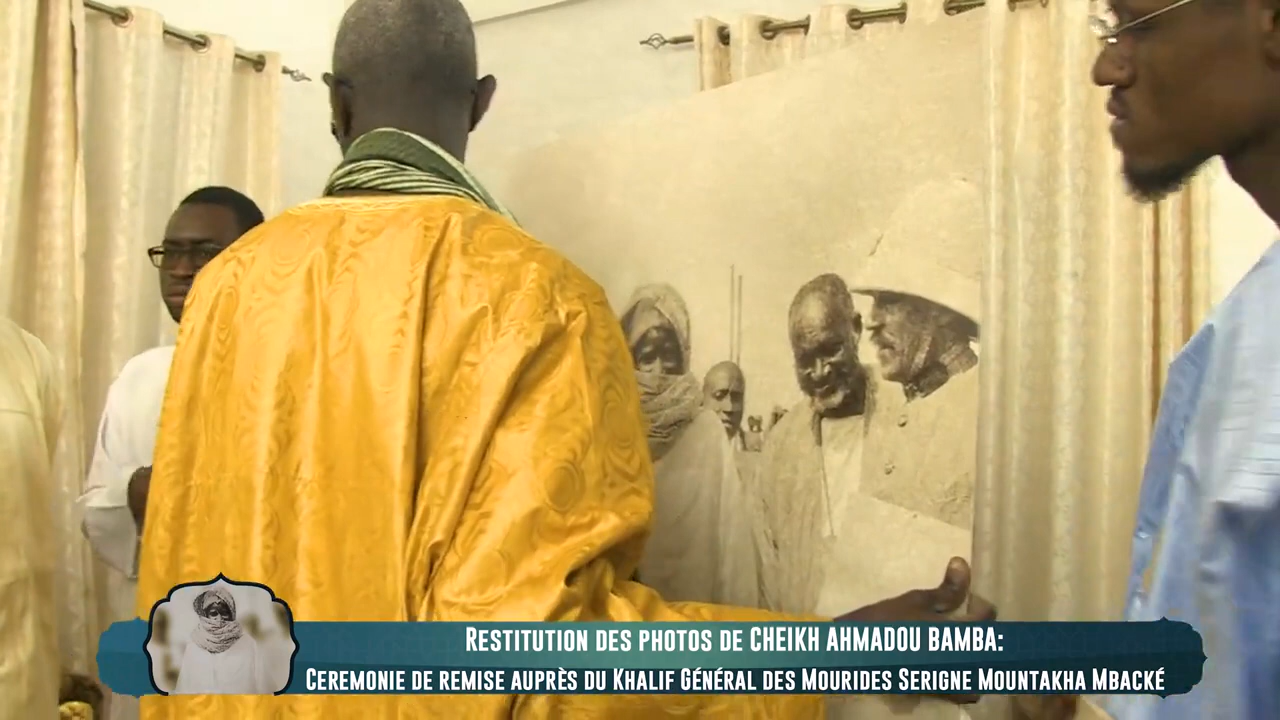 RESTITUTION DES PHOTOS DE CHEIKH AHMADOU BAMBA:
CEREMONIE DE REMISE AUPRÈS DU KHALIF GÉNÉRAL DES MOURIDES SERIGNE MOUNTAKHA MBACKÉ